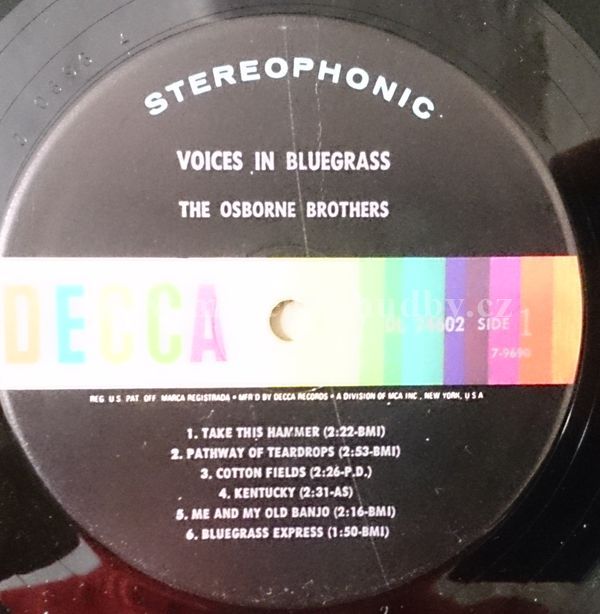 STEREOPHONIC
VOICES IN BLUEGRASS
THE OSBORNE BROTHERS
DECCA
DL 74602 SIDE 1
REG. U.S. PAT. OFF. MARCA REGISTRADA • MFR'D BY DECCA RECORDS • A DIVISION OF MCA INC., NEW YORK, U.S.A
1. TAKE THIS HAMMER (2:22-BMI)
2. PATHWAY OF TEARDROPS (2:53-BMI)
3. COTTON FIELDS (2:26-P.D.)
4. KENTUCKY (2:31-AS)
5. ME AND MY OLD BANJO (2:16-BMI)
6. BLUEGRASS EXPRESS (1:50-BMI)